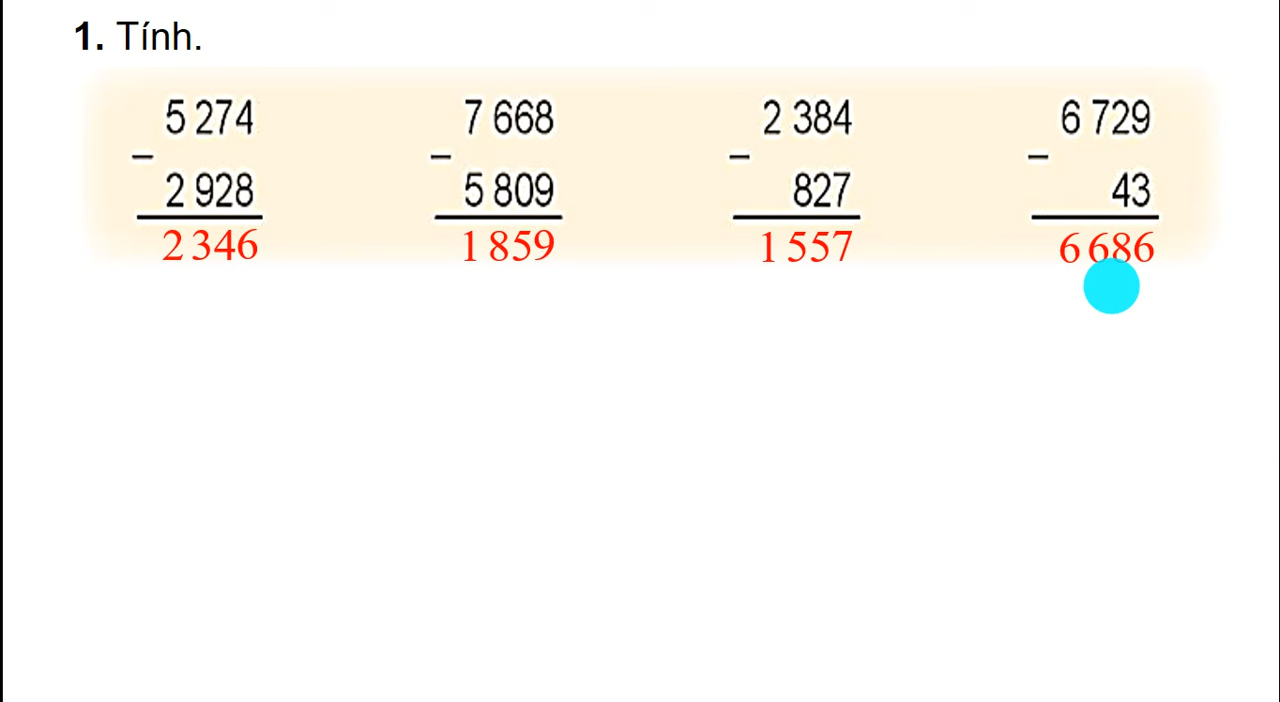 1. Tính.
5 274 7 668 2 384 6 729
– – – –
2 928 5 809 827 43
2 346 1 859 1 557 6 686